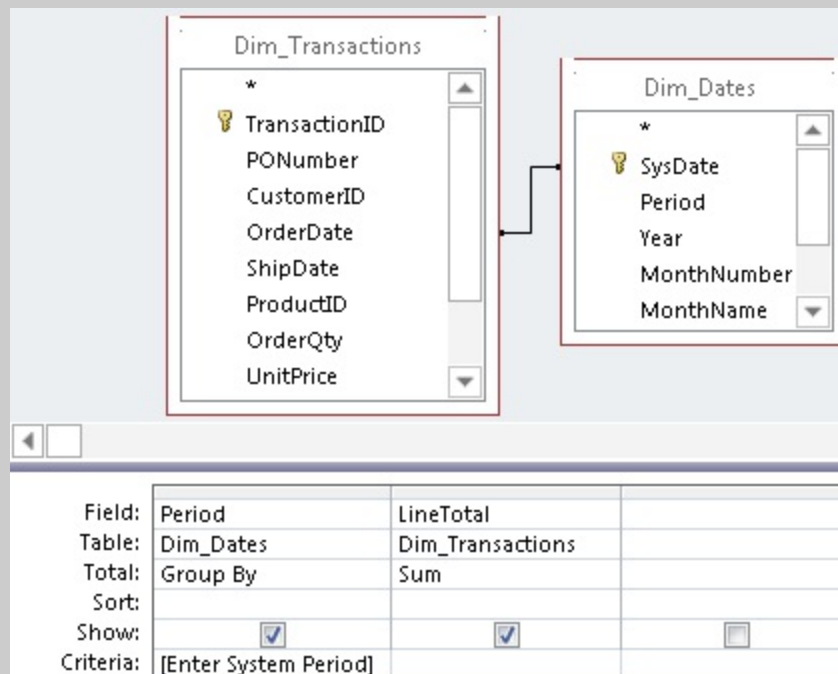 Dim_Transactions
*
TransactionID
PONumber
CustomerID
OrderDate
ShipDate
ProductID
OrderQty
UnitPrice
Dim_Dates
*
SysDate
Period
Year
MonthNumber
MonthName
Field: Period LineTotal
Table: Dim_Dates Dim_Transactions
Total: Group By Sum
Sort:
Show:
Criteria: [Enter System Period]